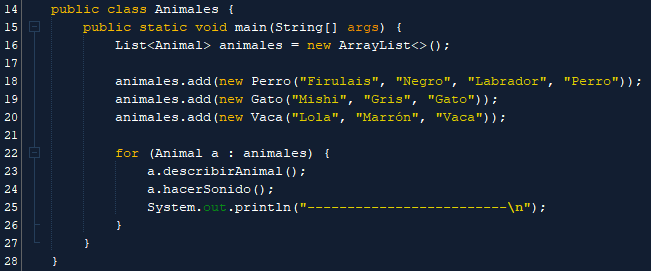 14 public class Animales {
15 public static void main(String[] args) {
16 List<Animal> animales = new ArrayList<>();
17
18 animales.add(new Perro("Firulais", "Negro", "Labrador", "Perro"));
19 animales.add(new Gato("Mishi", "Gris", "Gato"));
20 animales.add(new Vaca("Lola", "Marrón", "Vaca"));
21
22 for (Animal a : animales) {
23 a.describirAnimal();
24 a.hacerSonido();
25 System.out.println("-------------------------\n");
26 }
27 }
28 }